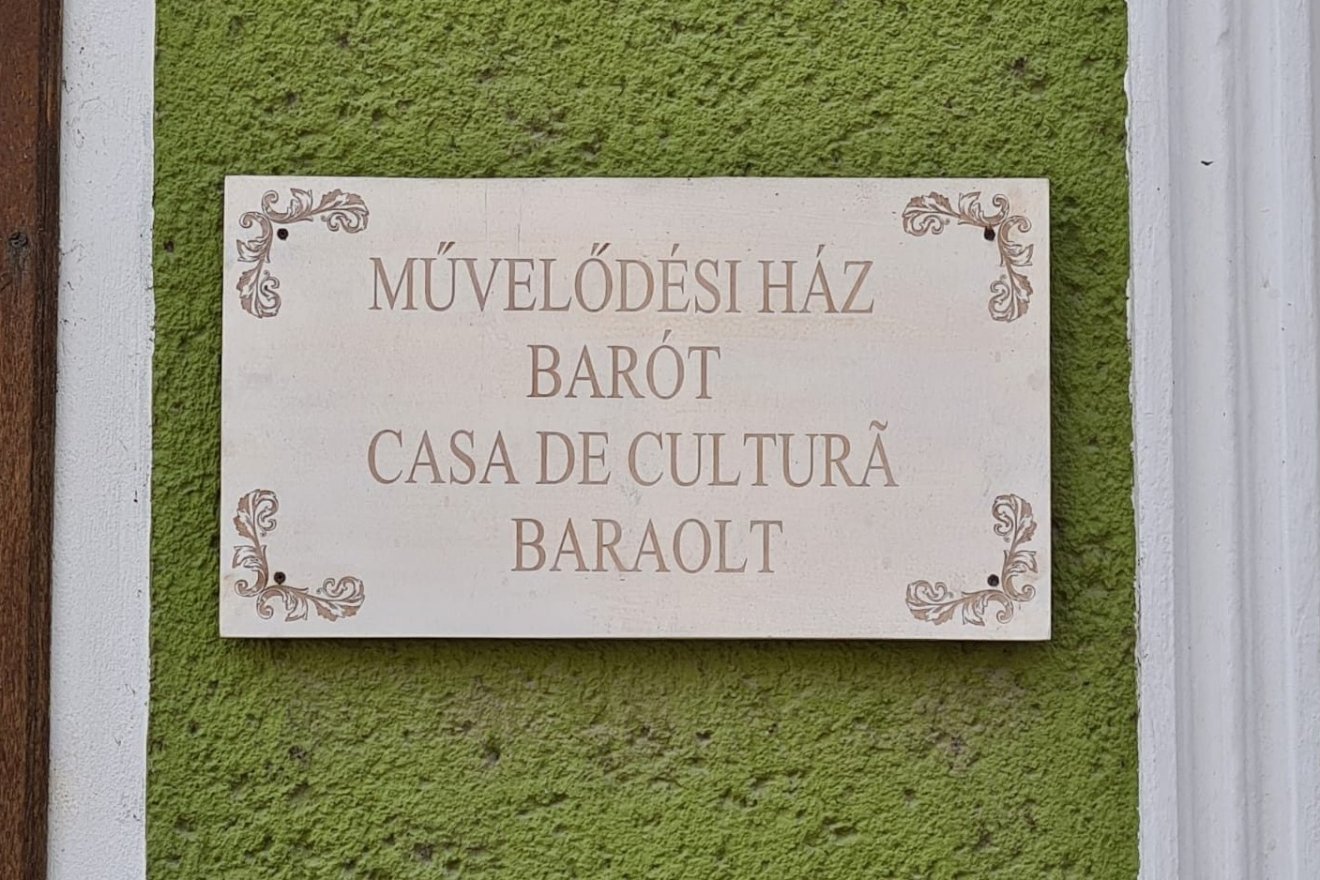 MŰVELŐDÉSI HÁZ
BARÓT
CASA DE CULTURÃ
BARAOLT